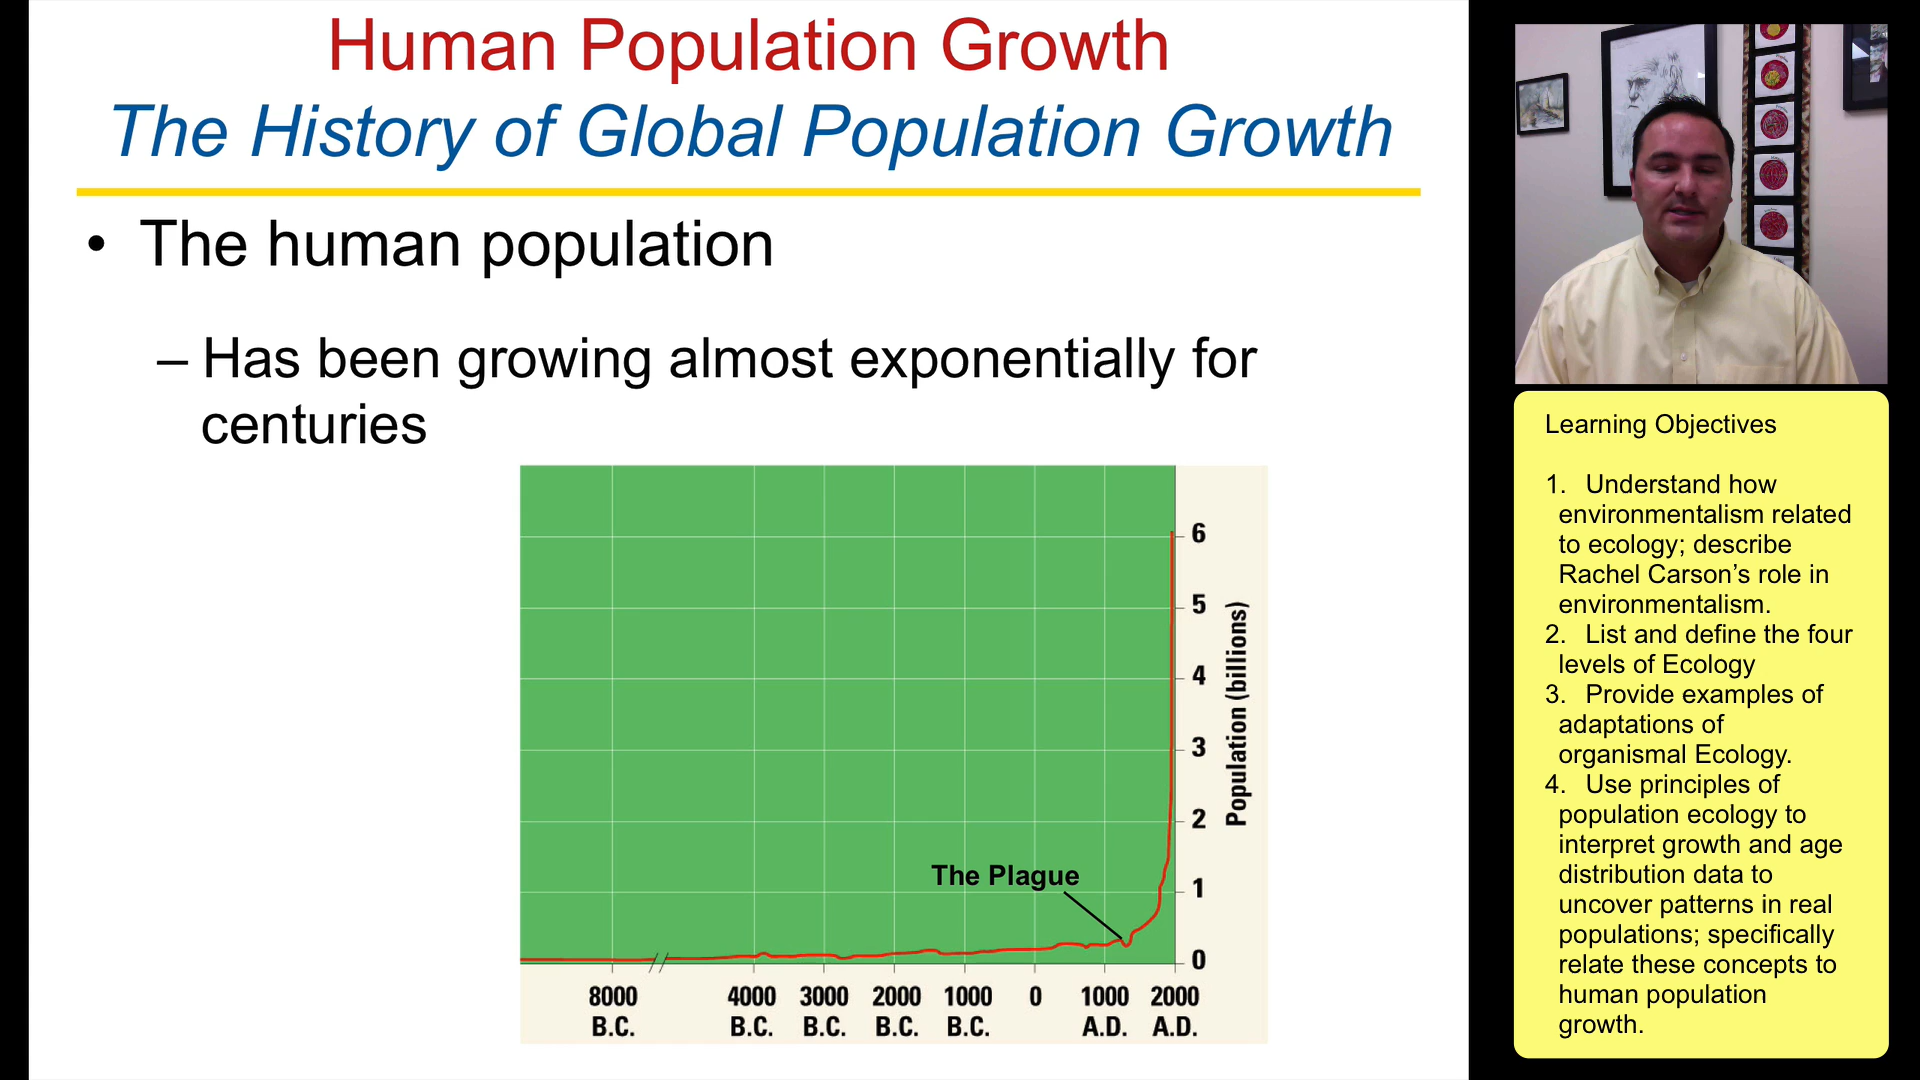 Human Population Growth
The History of Global Population Growth
• The human population
– Has been growing almost exponentially for
centuries
6
5
4
3
2
1
0
Population (billions)
The Plague
8000 4000 3000 2000 1000 0 1000 2000
B.C. B.C. B.C. B.C. B.C. A.D. A.D.
Learning Objectives
1. Understand how
environmentalism related
to ecology; describe
Rachel Carson’s role in
environmentalism.
2. List and define the four
levels of Ecology
3. Provide examples of
adaptations of
organismal Ecology.
4. Use principles of
population ecology to
interpret growth and age
distribution data to
uncover patterns in real
populations; specifically
relate these concepts to
human population
growth.